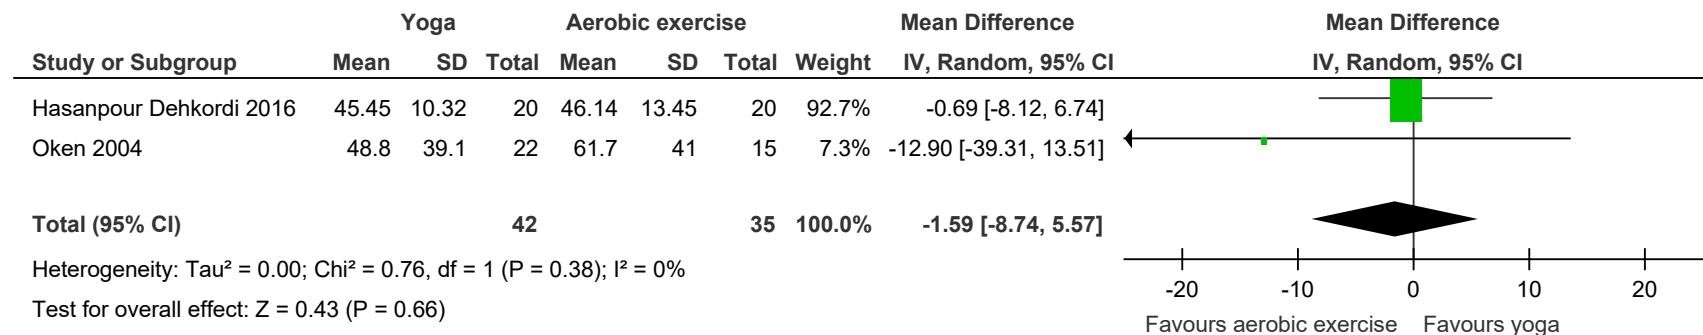 Yoga Aerobic exercise Mean Difference Mean Difference
Study or Subgroup Mean SD Total Mean SD Total Weight IV, Random, 95% CI IV, Random, 95% CI
Hasanpour Dehkordi 2016 45.45 10.32 20 46.14 13.45 20 92.7% -0.69 [-8.12, 6.74]
Oken 2004 48.8 39.1 22 61.7 41 15 7.3% -12.90 [-39.31, 13.51]
Total (95% CI) 42 35 100.0% -1.59 [-8.74, 5.57]
Heterogeneity: Tau² = 0.00; Chi² = 0.76, df = 1 (P = 0.38); I² = 0%
Test for overall effect: Z = 0.43 (P = 0.66)
-20 -10 0 10 20
Favours aerobic exercise Favours yoga